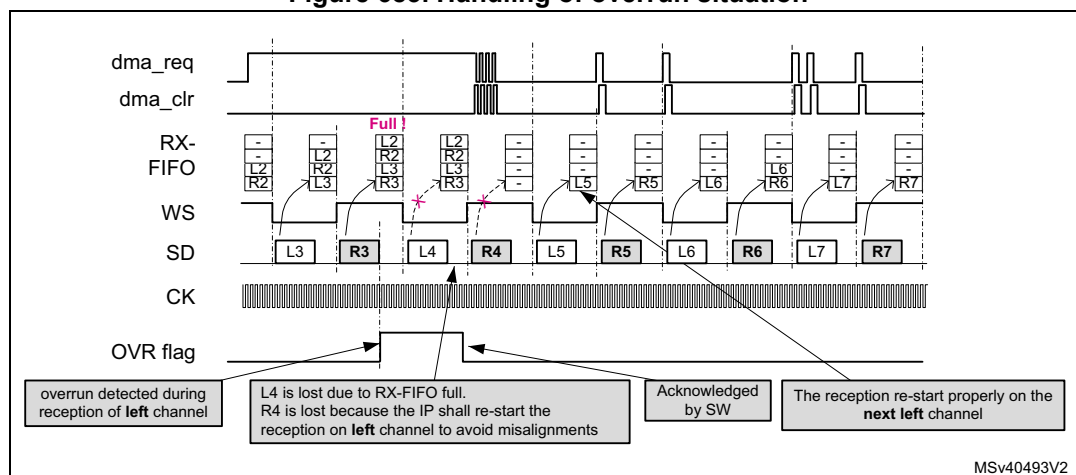 Figure 655. Handling of overrun situation
dma_req
dma_clr
Full !
RX-
FIFO
- - L2 L2 - - - - - - -
- L2 R2 R2 - - - - - - -
L2 R2 L3 L3 - - - - L6 - -
R2 L3 R3 R3 - L5 R5 L6 R6 L7 R7
WS
SD
L3 R3 L4 R4 L5 R5 L6 R6 L7 R7
CK
OVR flag
overrun detected during
reception of left channel
L4 is lost due to RX-FIFO full.
R4 is lost because the IP shall re-start the
reception on left channel to avoid misalignments
Acknowledged
by SW
The reception re-start properly on the
next left channel
MSv40493V2